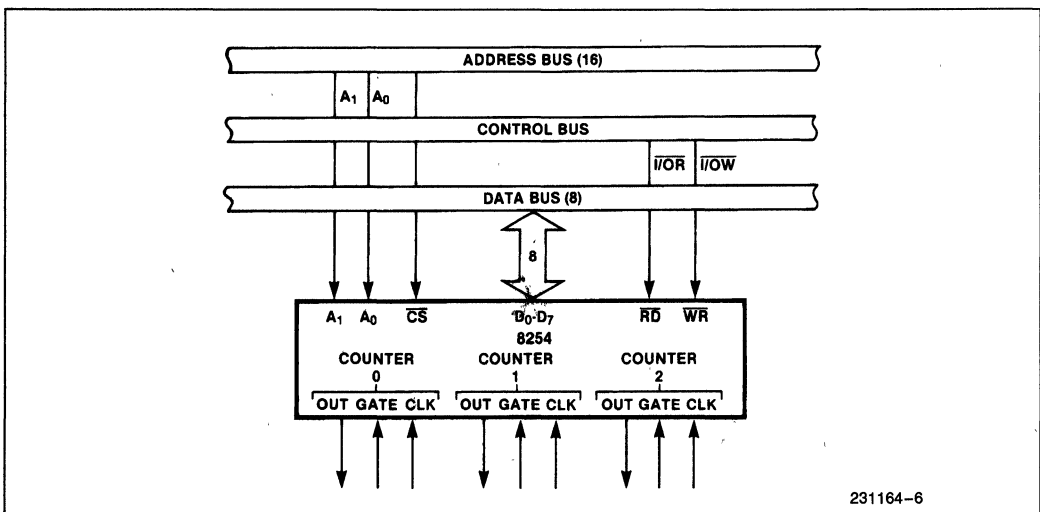 ADDRESS BUS (16)
A1 A0
CONTROL BUS
I/OR I/OW
DATA BUS (8)
8
A1 A0 CS D0-D7 RD WR
8254
COUNTER COUNTER COUNTER
0 1 2
OUT GATE CLK OUT GATE CLK OUT GATE CLK
231164-6